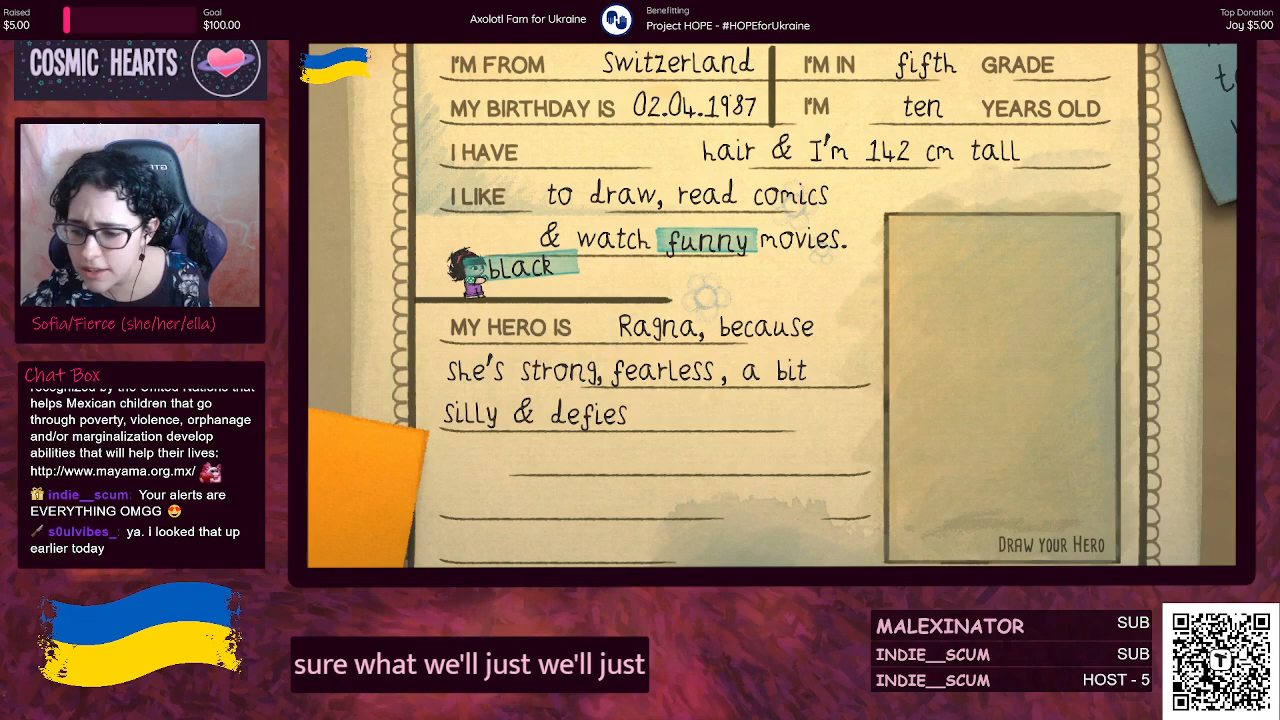 Raised
$5.00
Goal
$100.00
Axolotl Fam for Ukraine
Benefitting
Project HOPE - #HOPEforUkraine
Top Donation
Joy $5.00
COSMIC HEARTS
Sofia/Fierce (she/her/ella)
Chat Box
recognized by the United Nations that
helps Mexican children that go
through poverty, violence, orphanage
and/or marginalization develop
abilities that will help their lives:
http://www.mayama.org.mx/
indie__scum: Your alerts are
EVERYTHING OMGG 😍
s0ulvibes_: ya. i looked that up
earlier today
I'M FROM Switzerland I'M IN fifth GRADE
MY BIRTHDAY IS 02.04.1987 I'M ten YEARS OLD
I HAVE hair & I'm 142 cm tall
I LIKE to draw, read comics
& watch funny movies.
black
MY HERO IS Ragna, because
she's strong, fearless, a bit
silly & defies
DRAW YOUR HERO
sure what we'll just we'll just
MALEXINATOR SUB
INDIE__SCUM SUB
INDIE__SCUM HOST - 5